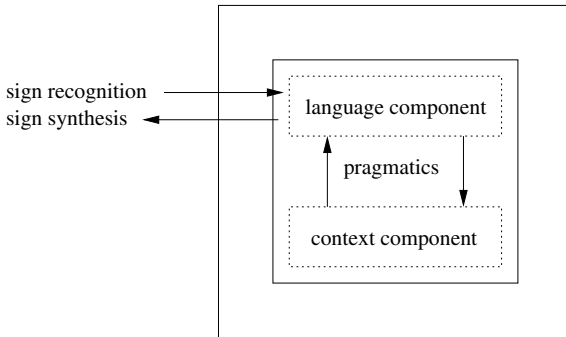 sign recognition
sign synthesis
language component
pragmatics
context component